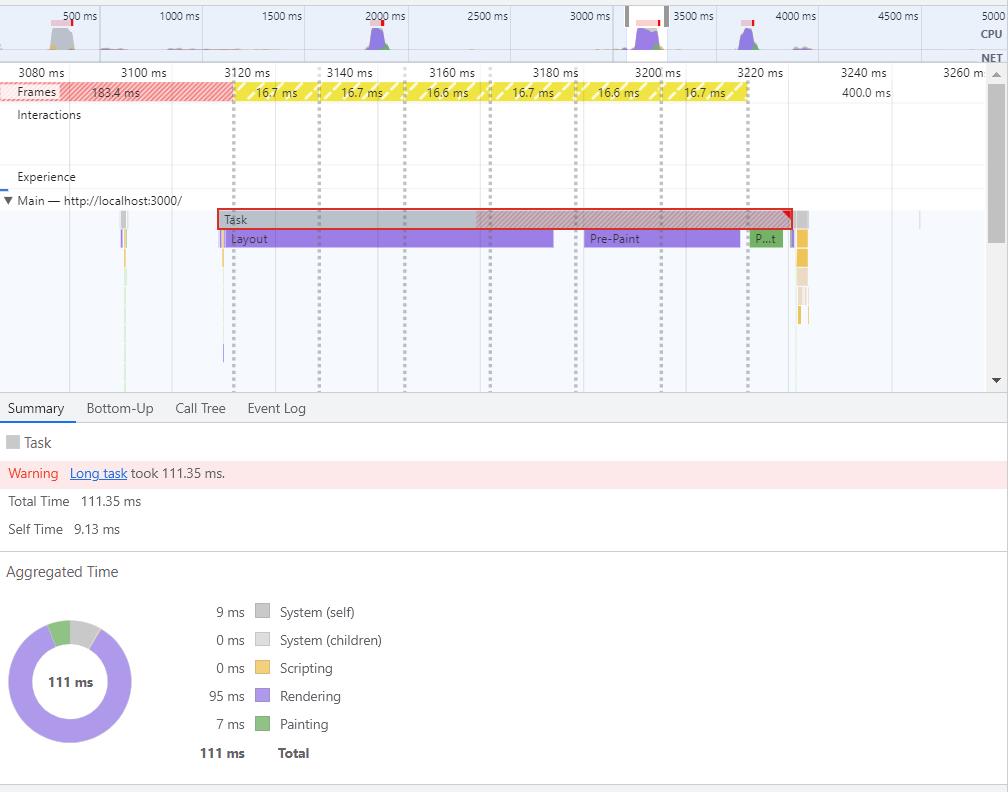 500 ms 1000 ms 1500 ms 2000 ms 2500 ms 3000 ms 3500 ms 4000 ms 4500 ms 5000
CPU
NET
3080 ms 3100 ms 3120 ms 3140 ms 3160 ms 3180 ms 3200 ms 3220 ms 3240 ms 3260 m
Frames 183.4 ms 16.7 ms 16.7 ms 16.6 ms 16.7 ms 16.6 ms 16.7 ms 400.0 ms
Interactions
Experience
▼ Main — http://localhost:3000/
Task
Layout Pre-Paint P...t
Summary Bottom-Up Call Tree Event Log
Task
Warning Long task took 111.35 ms.
Total Time 111.35 ms
Self Time 9.13 ms
Aggregated Time
9 ms System (self)
0 ms System (children)
0 ms Scripting
111 ms
95 ms Rendering
7 ms Painting
111 ms Total